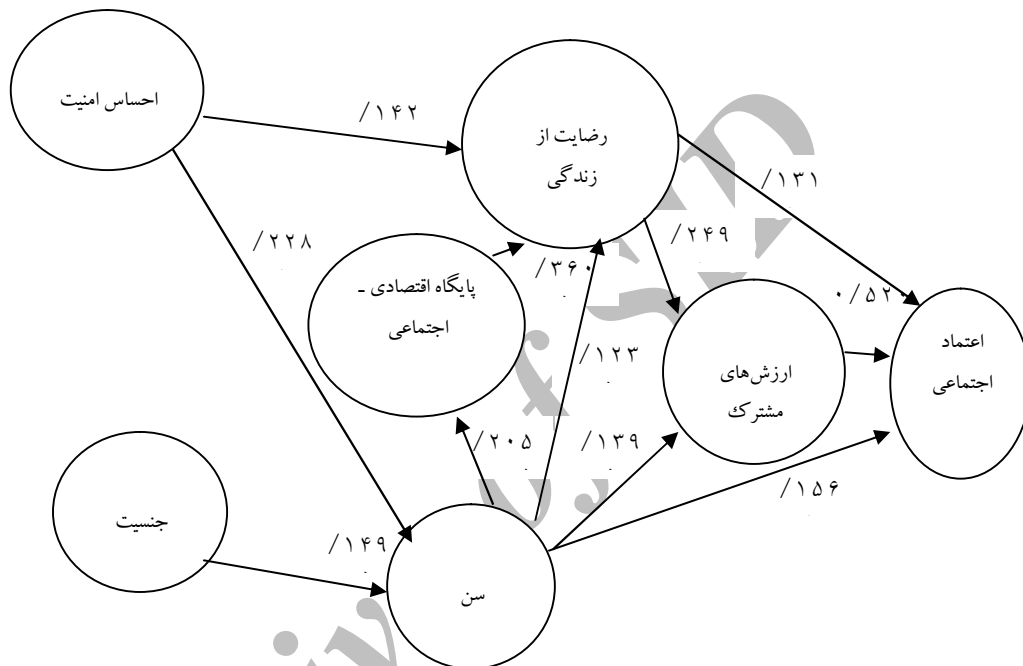 احساس امنیت
/۱۴۲
رضایت از
زندگی
/۱۳۱
/۲۲۸
/۲۴۹
/۳۶۰
پایگاه اقتصادی ـ
اجتماعی
۰/۵۲۰
اعتماد
اجتماعی
/۱۲۳
ارزش‌های
مشترک
/۲۰۵
/۱۳۹
/۱۵۶
جنسیت
/۱۴۹
سن